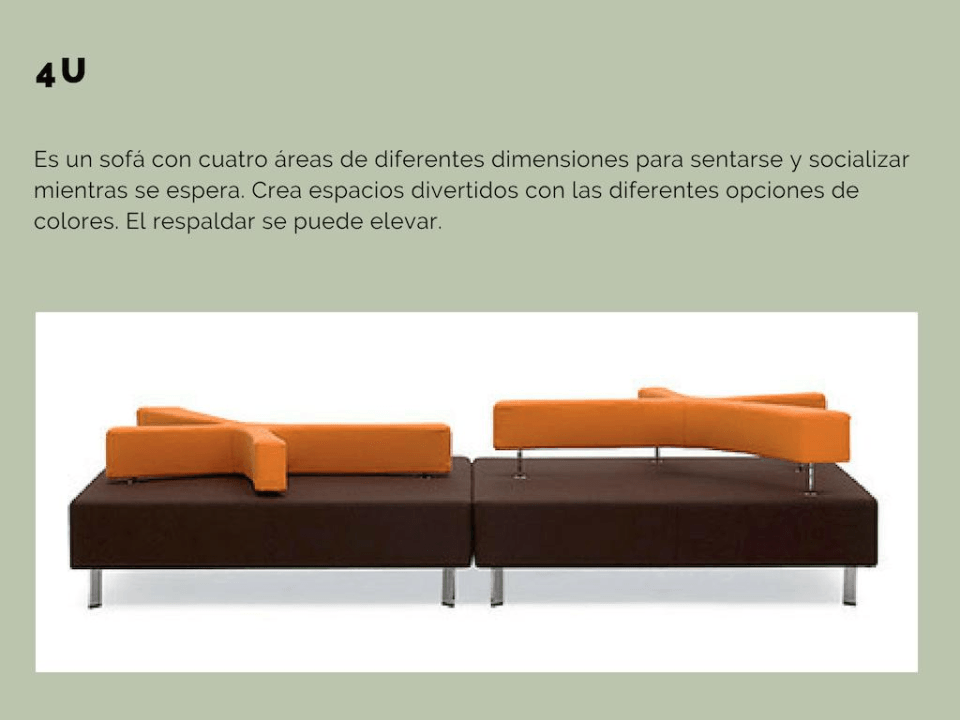 4U
Es un sofá con cuatro áreas de diferentes dimensiones para sentarse y socializar
mientras se espera. Crea espacios divertidos con las diferentes opciones de
colores. El respaldar se puede elevar.